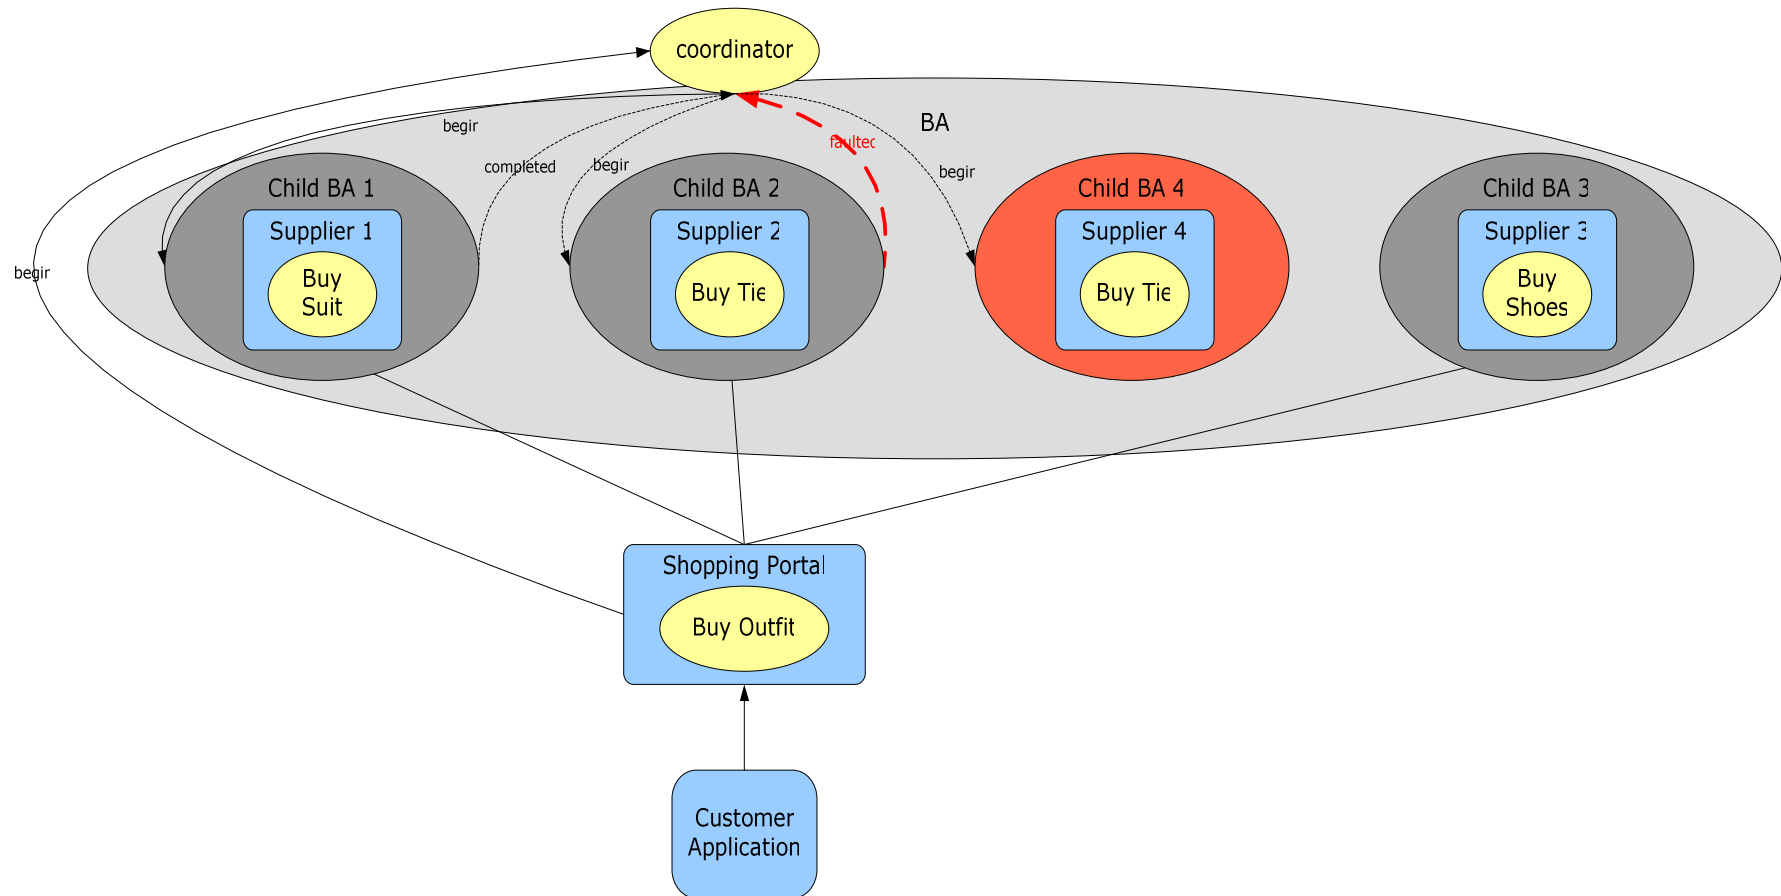 coordinator
BA
begin
completed
begin
faulted
begin
begin
Child BA 1
Supplier 1
Buy
Suit
Child BA 2
Supplier 2
Buy Tie
Child BA 4
Supplier 4
Buy Tie
Child BA 3
Supplier 3
Buy
Shoes
Shopping Portal
Buy Outfit
Customer
Application